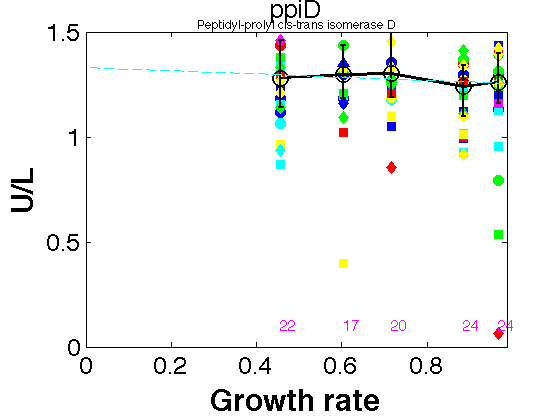 ppiD
Peptidyl-prolyl cis-trans isomerase D
1.5
1
0.5
0
U/L
22 17 20 24 24
0 0.2 0.4 0.6 0.8
Growth rate